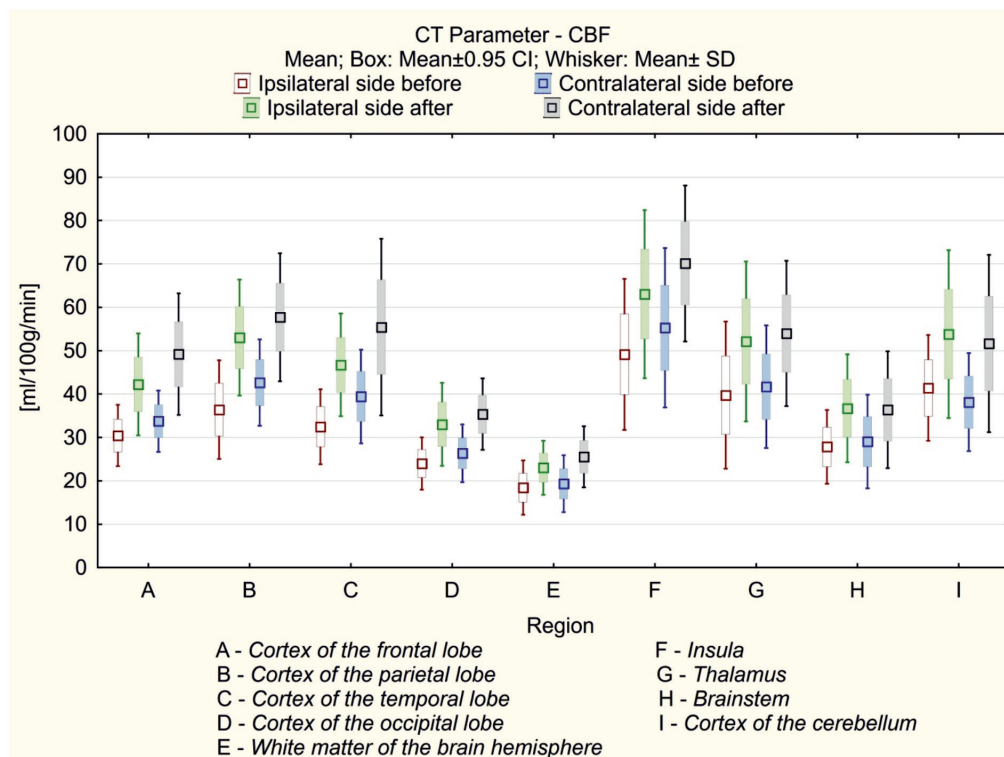 CT Parameter - CBF
Mean; Box: Mean±0.95 CI; Whisker: Mean± SD
Ipsilateral side before Contralateral side before
Ipsilateral side after Contralateral side after
100
90
80
70
60
50
40
30
20
10
0
[ml/100g/min]
A B C D E F G H I
Region
A - Cortex of the frontal lobe
B - Cortex of the parietal lobe
C - Cortex of the temporal lobe
D - Cortex of the occipital lobe
E - White matter of the brain hemisphere
F - Insula
G - Thalamus
H - Brainstem
I - Cortex of the cerebellum